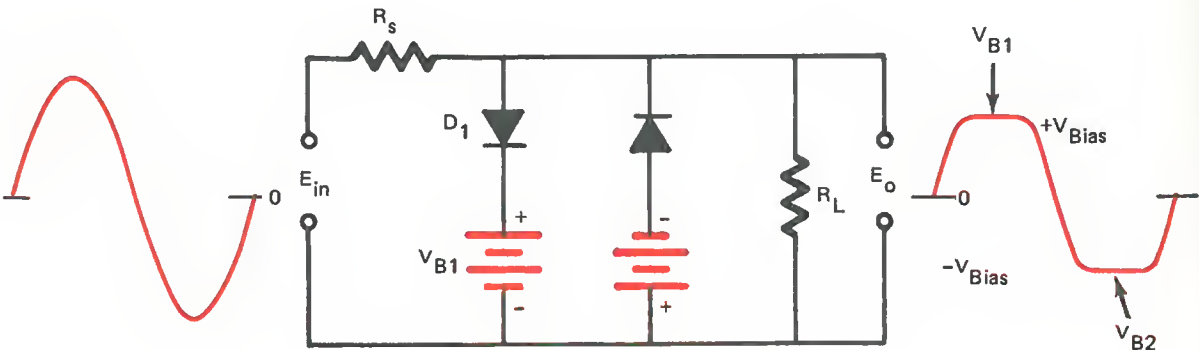 R_s
V_B1
D_1
+V_Bias
0
E_in
E_o
0
R_L
+
-
V_B1
-V_Bias
-
+
V_B2